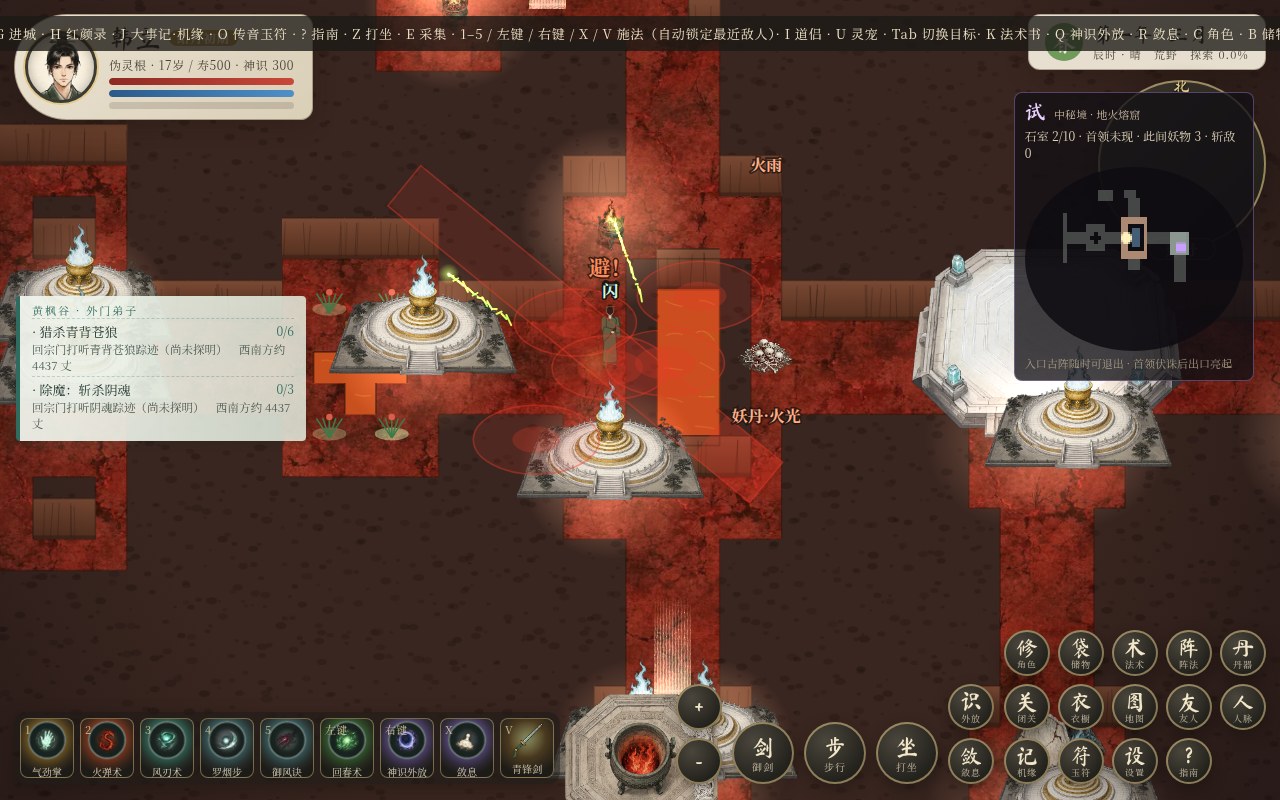 进城 · H 红颜录 · J 大事记·机缘 · O 传音玉符 · ? 指南 · Z 打坐 · E 采集 · 1–5 / 左键 / 右键 / X / V 施法（自动锁定最近敌人）· I 道侣 · U 灵宠 · Tab 切换目标· K 法术书 · Q 神识外放 · R 敛息 · C 角色 · B 储
伪灵根 · 17岁 / 寿500 · 神识 300
辰时 · 晴 荒野 探索 0.0%
北
试 中秘境 · 地火熔窟
石室 2/10 · 首领未现 · 此间妖物 3 · 斩敌
0
入口古阵随时可退出 · 首领伏诛后出口亮起
火雨
避!
闪
妖丹·火光
黄枫谷 · 外门弟子
· 猎杀青背苍狼 0/6
回宗门打听青背苍狼踪迹（尚未探明） 西南方约
4437 丈
· 除魔：斩杀阴魂 0/3
回宗门打听阴魂踪迹（尚未探明） 西南方约 4437
丈
修 角色
袋 储物
术 法术
阵 阵法
丹 丹器
识 外放
关 闭关
衣 衣橱
图 地图
友 友人
人 人脉
敛 敛息
记 机缘
符 玉符
设 设置
? 指南
+
-
剑 御剑
步 步行
坐 打坐
1 气劲掌
2 火弹术
3 风刃术
4 罗烟步
5 御风诀
左键 回春术
右键 神识外放
X 敛息
V 青锋剑